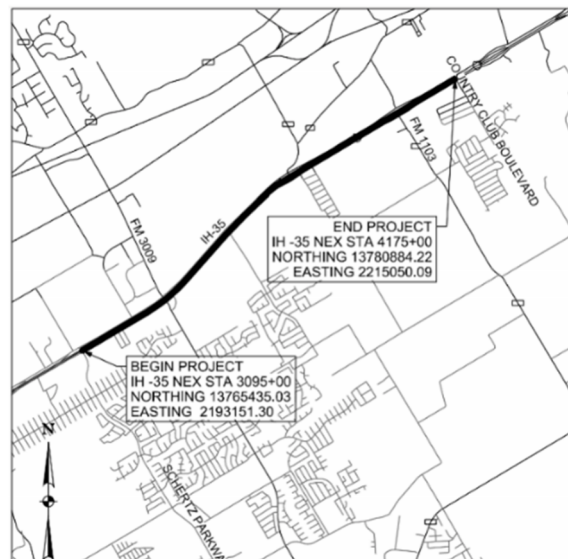 COUNTRY CLUB BOULEVARD
FM 1103
FM 3009
IH-35
END PROJECT
IH -35 NEX STA 4175+00
NORTHING 13780884.22
EASTING 2215050.09
BEGIN PROJECT
IH -35 NEX STA 3095+00
NORTHING 13765435.03
EASTING 2193151.30
N
SCHERTZ PARKWA